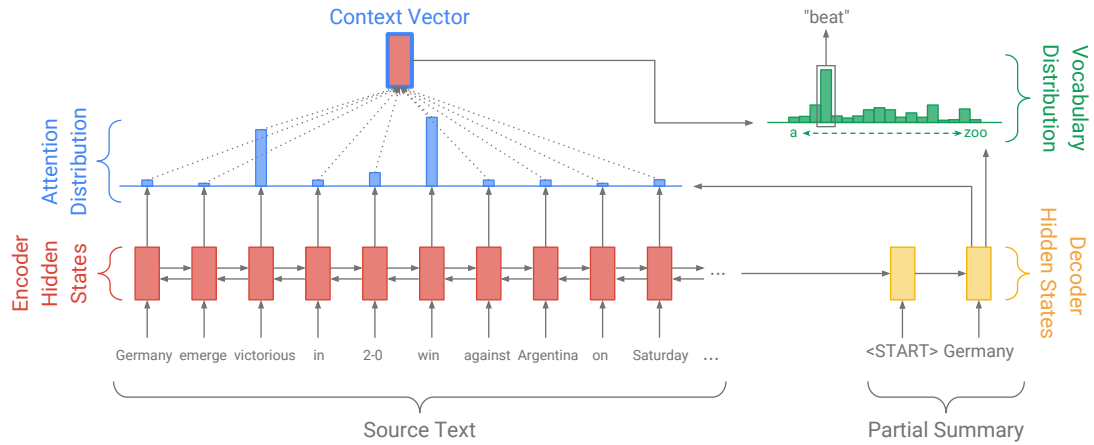 Context Vector
"beat"
a
zoo
Vocabulary
Distribution
Attention
Distribution
Encoder
Hidden
States
...
Decoder
Hidden States
Germany emerge victorious in 2-0 win against Argentina on Saturday ...
<START> Germany
Source Text
Partial Summary